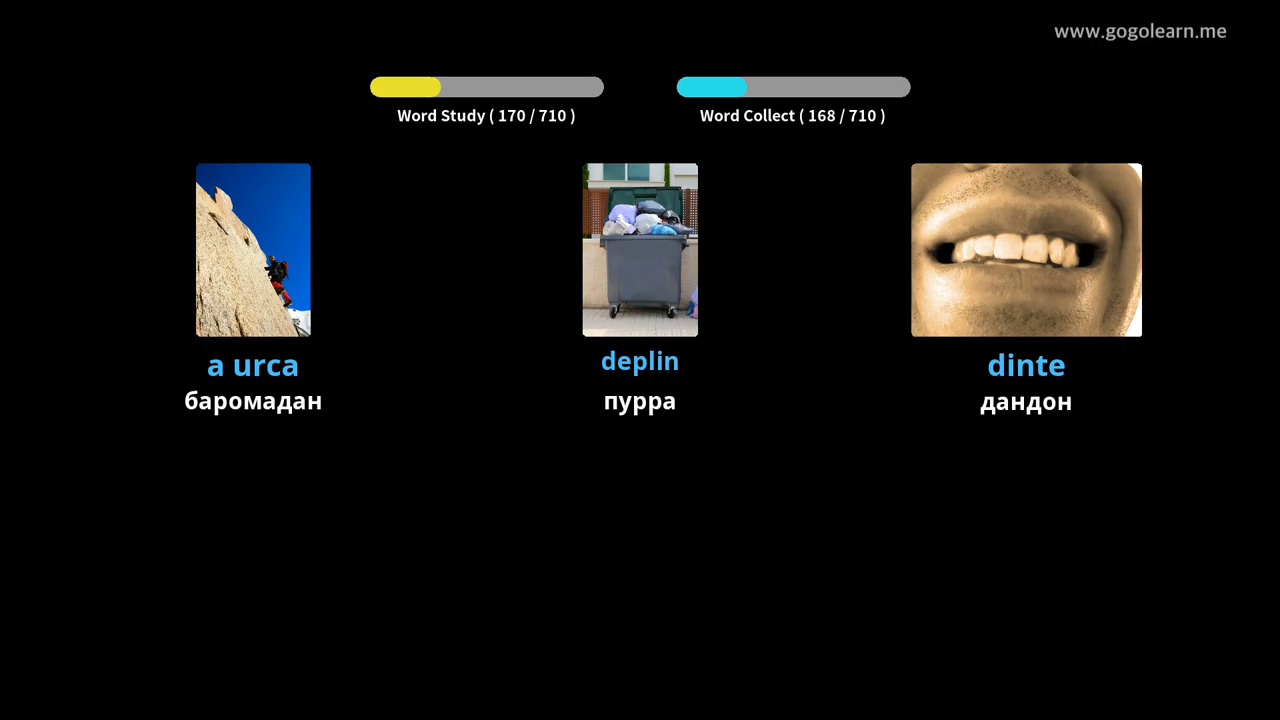 www.gogolearn.me
Word Study ( 170 / 710 )
Word Collect ( 168 / 710 )
a urca
баромадан
deplin
пурра
dinte
дандон